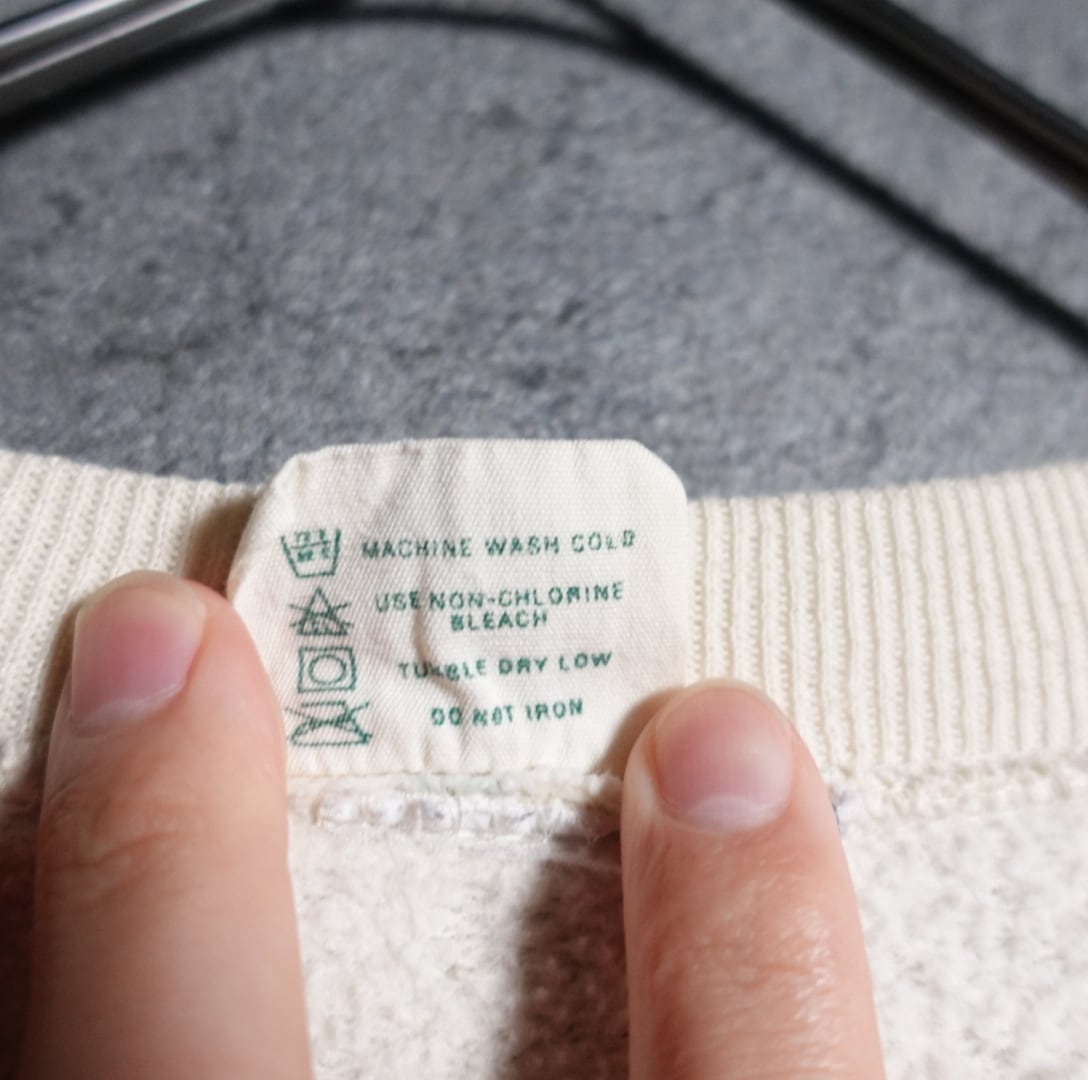 MACHINE WASH COLD
USE NON-CHLORINE
BLEACH
TUMBLE DRY LOW
DO NOT IRON